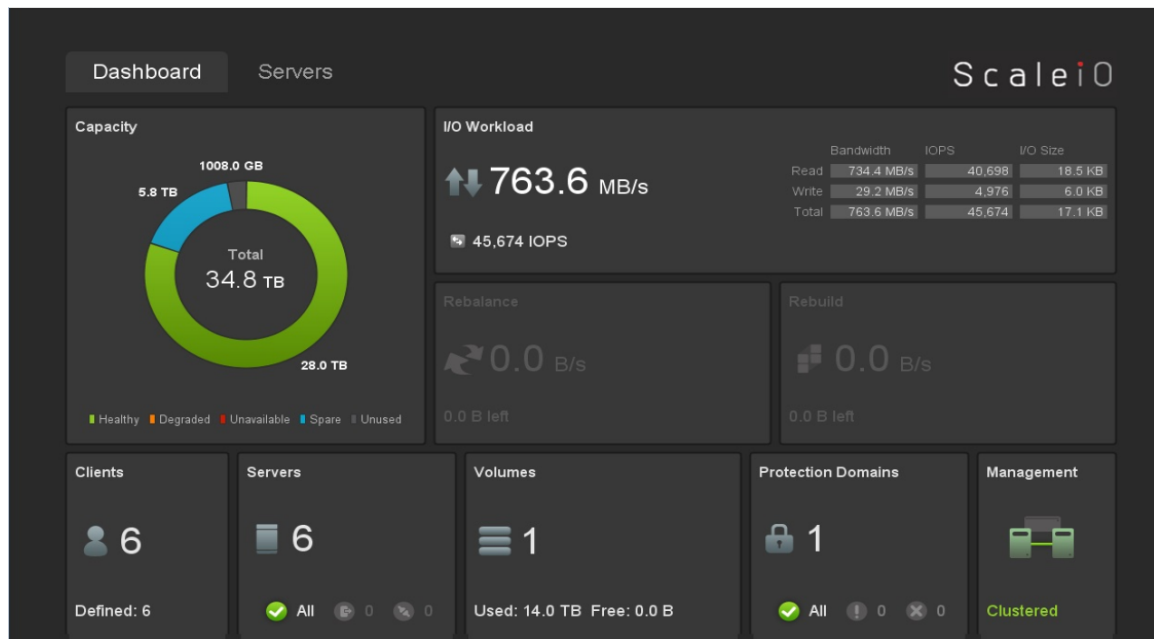 Dashboard Servers ScaleiO
Capacity
1008.0 GB
5.8 TB
Total
34.8 TB
28.0 TB
Healthy Degraded Unavailable Spare Unused
I/O Workload
763.6 MB/s
45,674 IOPS
Bandwidth IOPS I/O Size
Read 734.4 MB/s 40,698 18.5 KB
Write 29.2 MB/s 4,976 6.0 KB
Total 763.6 MB/s 45,674 17.1 KB
Rebalance
0.0 B/s
0.0 B left
Rebuild
0.0 B/s
0.0 B left
Clients
6
Defined: 6
Servers
6
All 0 0
Volumes
1
Used: 14.0 TB Free: 0.0 B
Protection Domains
1
All 0 0
Management
Clustered